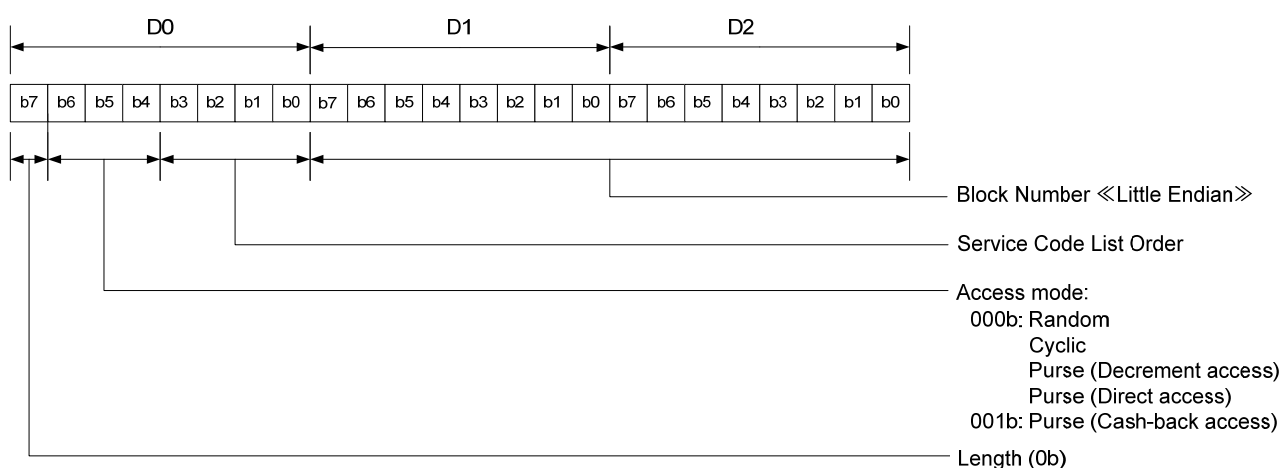 D0 D1 D2
b7 b6 b5 b4 b3 b2 b1 b0 b7 b6 b5 b4 b3 b2 b1 b0 b7 b6 b5 b4 b3 b2 b1 b0
Block Number ≪Little Endian≫
Service Code List Order
Access mode:
000b: Random
Cyclic
Purse (Decrement access)
Purse (Direct access)
001b: Purse (Cash-back access)
Length (0b)